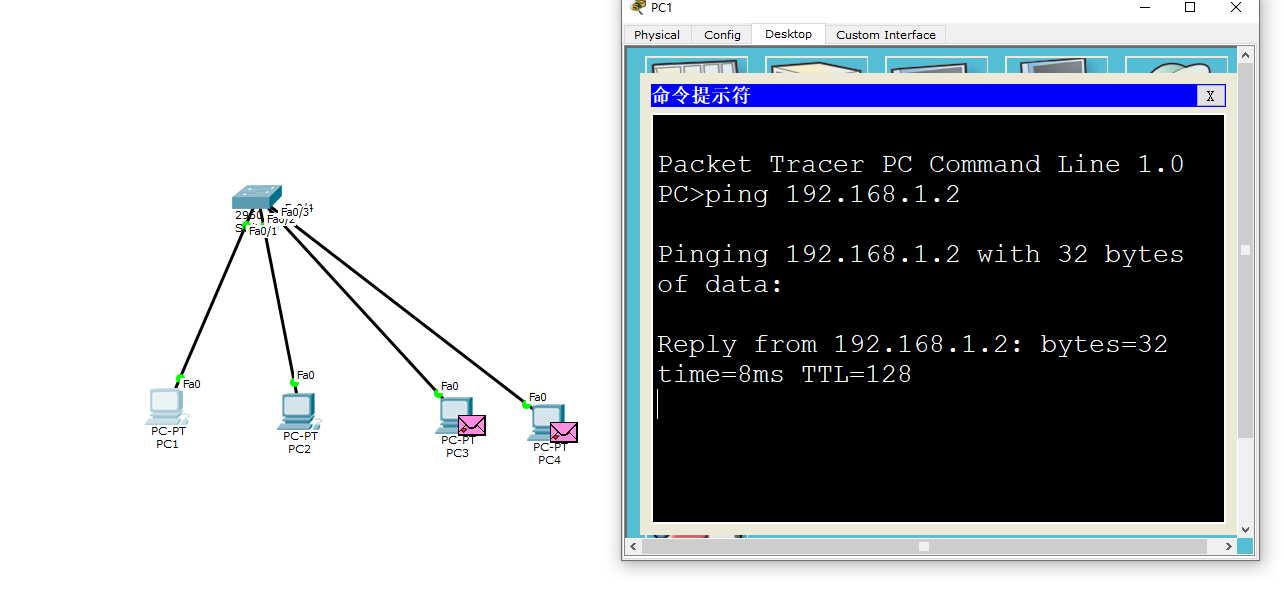 PC1
Physical
Config
Desktop
Custom Interface
命令提示符
X
Packet Tracer PC Command Line 1.0
PC>ping 192.168.1.2
Pinging 192.168.1.2 with 32 bytes
of data:
Reply from 192.168.1.2: bytes=32
time=8ms TTL=128
Fa0/3
Fa0/2
Fa0/1
Fa0
PC-PT
PC1
Fa0
PC-PT
PC2
Fa0
PC-PT
PC3
Fa0
PC-PT
PC4